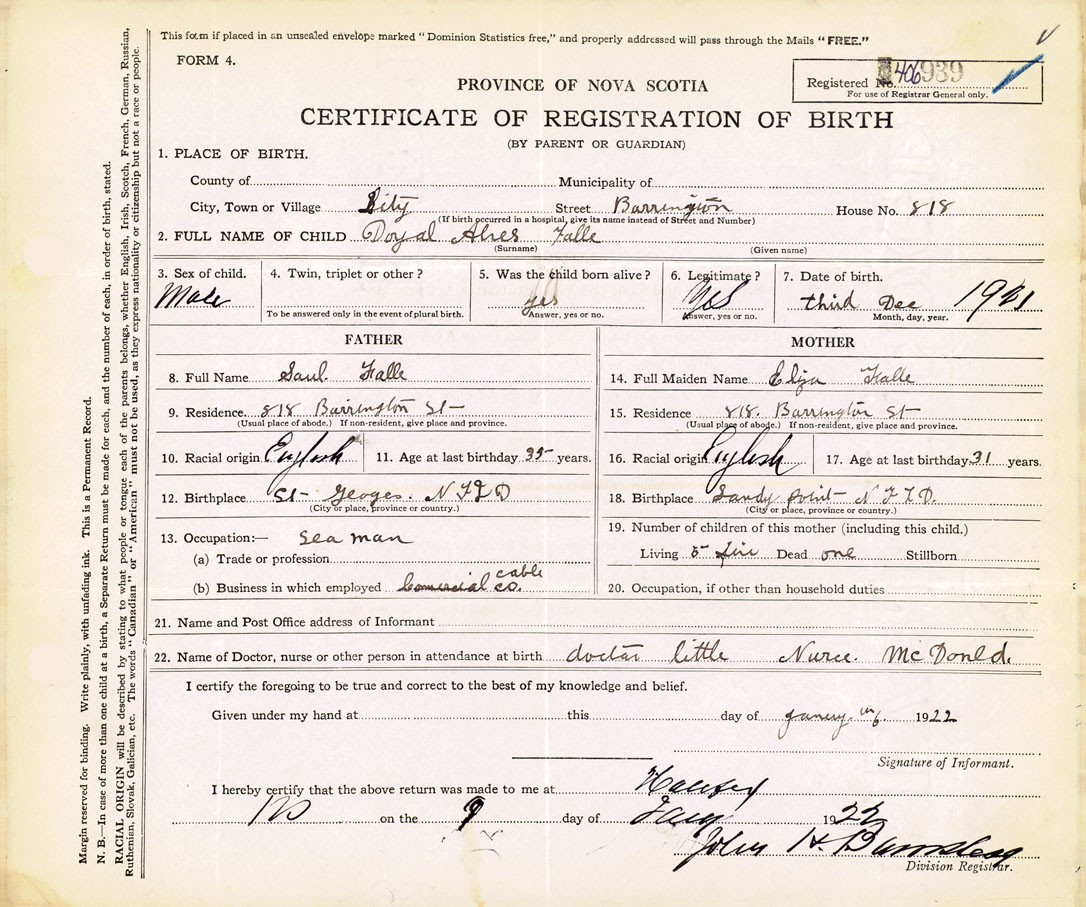 This form if placed in an unsealed envelope marked "Dominion Statistics free," and properly addressed will pass through the Mails "FREE."
FORM 4.
Registered No. 406939
For use of Registrar General only.
PROVINCE OF NOVA SCOTIA
CERTIFICATE OF REGISTRATION OF BIRTH
(BY PARENT OR GUARDIAN)
1. PLACE OF BIRTH.
County of Municipality of
City, Town or Village City Street Barrington House No. 818
(If birth occurred in a hospital, give its name instead of Street and Number)
2. FULL NAME OF CHILD Doyal Falle
(Surname) (Given name)
3. Sex of child. 4. Twin, triplet or other? 5. Was the child born alive? 6. Legitimate? 7. Date of birth.
Male yes Yes third Dec 1921
To be answered only in the event of plural birth. Answer, yes or no. Answer, yes or no. Month, day, year.
FATHER MOTHER
8. Full Name Saul Falle 14. Full Maiden Name Eliza Falle
9. Residence. 818 Barrington St 15. Residence 818. Barrington St
(Usual place of abode.) If non-resident, give place and province. (Usual place of abode.) If non-resident, give place and province.
10. Racial origin English 11. Age at last birthday 35 years. 16. Racial origin English 17. Age at last birthday 31 years.
12. Birthplace St Georges. NFLD 18. Birthplace Sandy point NFLD.
(City or place, province or country.) (City or place, province or country.)
13. Occupation:— Sea man 19. Number of children of this mother (including this child.)
(a) Trade or profession Living 5 Dead one Stillborn
(b) Business in which employed cable co. 20. Occupation, if other than household duties
21. Name and Post Office address of Informant
22. Name of Doctor, nurse or other person in attendance at birth doctar little Nurce. McDonld.
I certify the foregoing to be true and correct to the best of my knowledge and belief.
Given under my hand at this day of 6 1922
Signature of Informant.
I hereby certify that the above return was made to me at
on the 9 day of Jany 1922
John H. Barnstead
Division Registrar.
Margin reserved for binding. Write plainly, with unfading ink. This is a Permanent Record.
N. B.—In case of more than one child at a birth, a Separate Return must be made for each, and the number of each, in order of birth, stated.
RACIAL ORIGIN will be described by stating to what people or tongue each of the parents belongs, whether English, Irish, Scotch, French, German, Russian,
Ruthenian, Slovak, Galician, etc. The words "Canadian" or "American" must not be used, as they express nationality or citizenship but not a race or people.